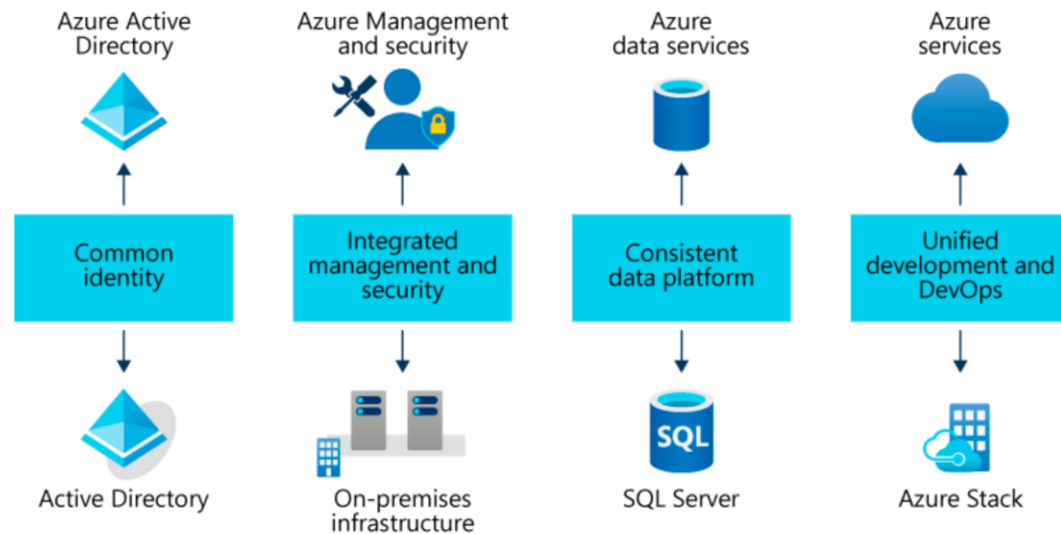 Azure Active
Directory
Azure Management
and security
Azure
data services
Azure
services
Common
identity
Integrated
management and
security
Consistent
data platform
Unified
development and
DevOps
SQL
Active Directory
On-premises
infrastructure
SQL Server
Azure Stack